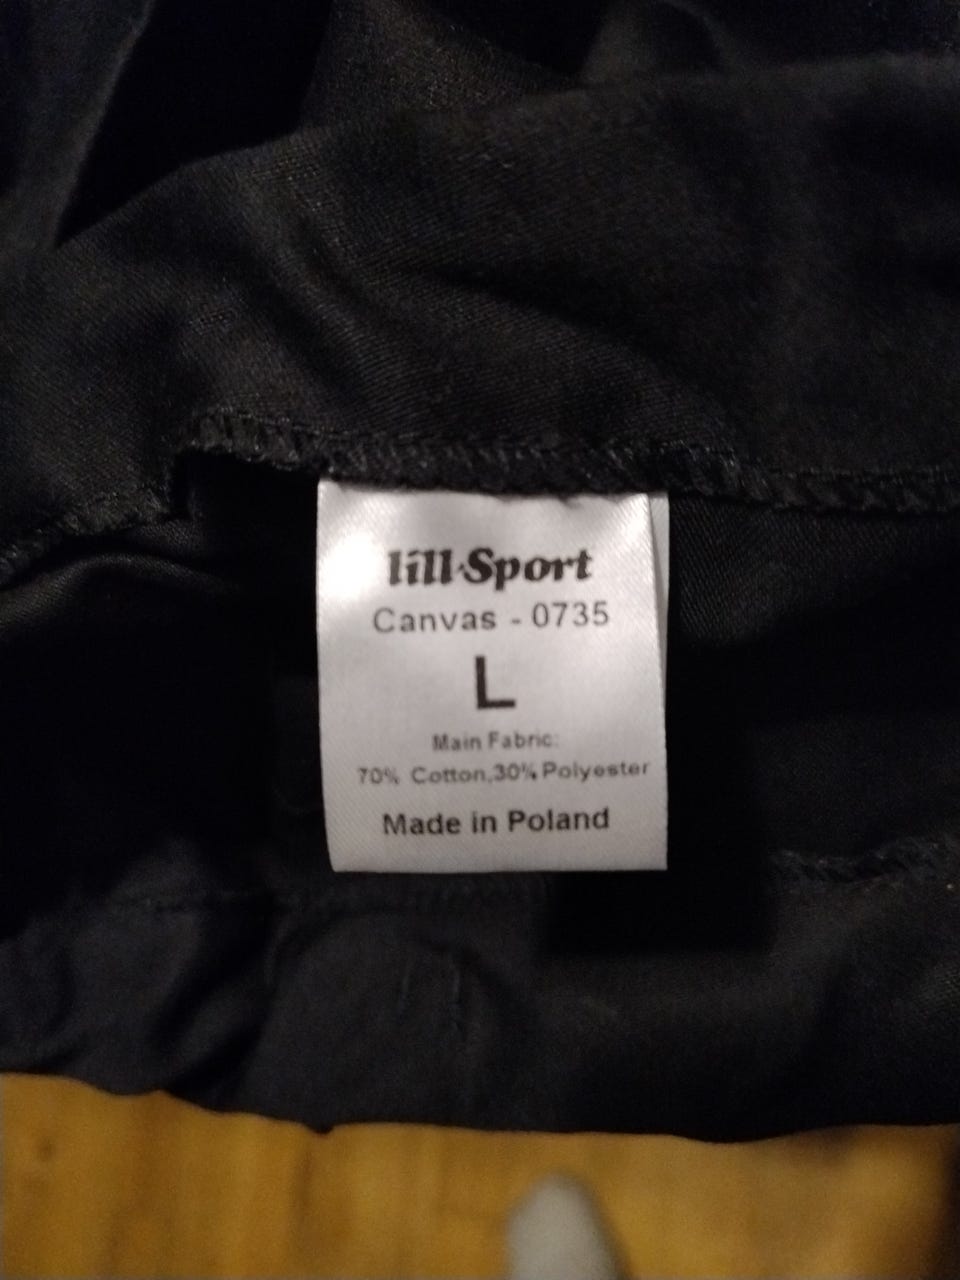 lill-Sport
Canvas - 0735
L
Main Fabric:
70% Cotton,30% Polyester
Made in Poland